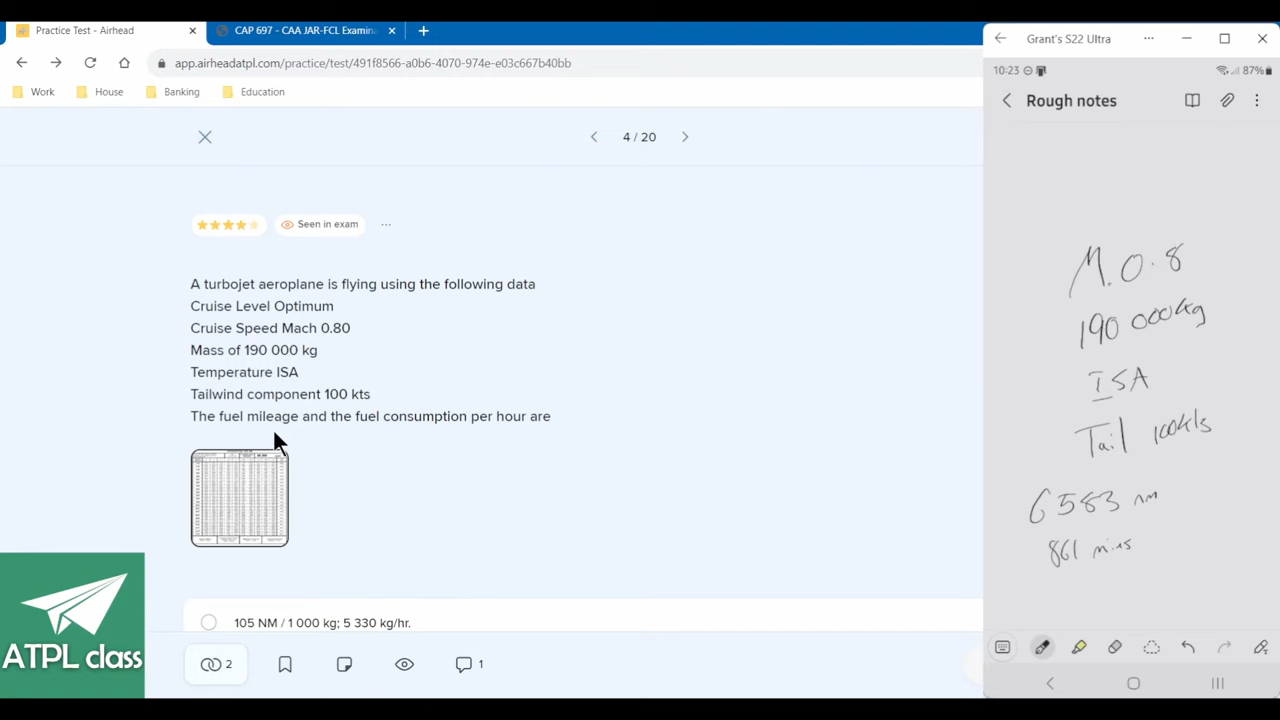 Practice Test - Airhead
CAP 697 - CAA JAR-FCL Examina
app.airheadatpl.com/practice/test/491f8566-a0b6-4070-974e-e03c667b40bb
Work House Banking Education
4 / 20
Seen in exam
A turbojet aeroplane is flying using the following data
Cruise Level Optimum
Cruise Speed Mach 0.80
Mass of 190 000 kg
Temperature ISA
Tailwind component 100 kts
The fuel mileage and the fuel consumption per hour are
105 NM / 1 000 kg; 5 330 kg/hr.
2
1
ATPL class
Grant's S22 Ultra
10:23
87%
Rough notes
M.0.8
190 000kg
ISA
Tail 100kts
6583 nm
861 mins